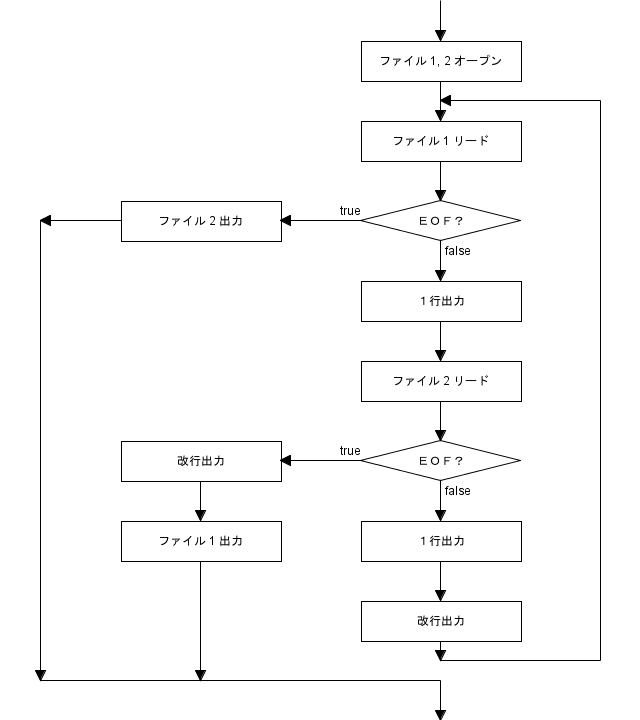 ファイル1, 2オープン
ファイル1リード
true
ファイル2出力
ＥＯＦ？
false
1行出力
ファイル2リード
true
改行出力
ＥＯＦ？
false
ファイル1出力
1行出力
改行出力